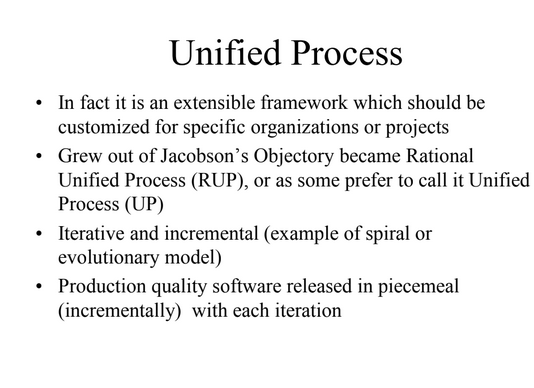 Unified Process
• In fact it is an extensible framework which should be
customized for specific organizations or projects
• Grew out of Jacobson's Objectory became Rational
Unified Process (RUP), or as some prefer to call it Unified
Process (UP)
• Iterative and incremental (example of spiral or
evolutionary model)
• Production quality software released in piecemeal
(incrementally)  with each iteration